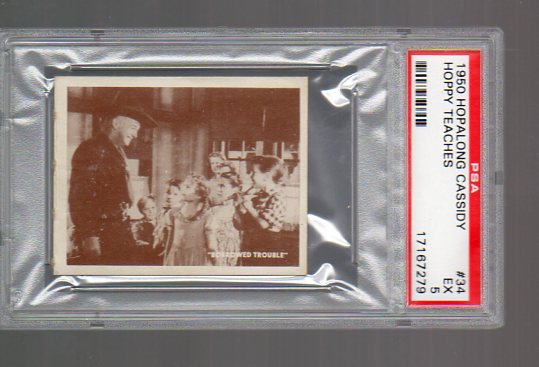 1950 HOPALONG CASSIDY #34
HOPPY TEACHES EX 5
17167279
PSA
"BORROWED TROUBLE"